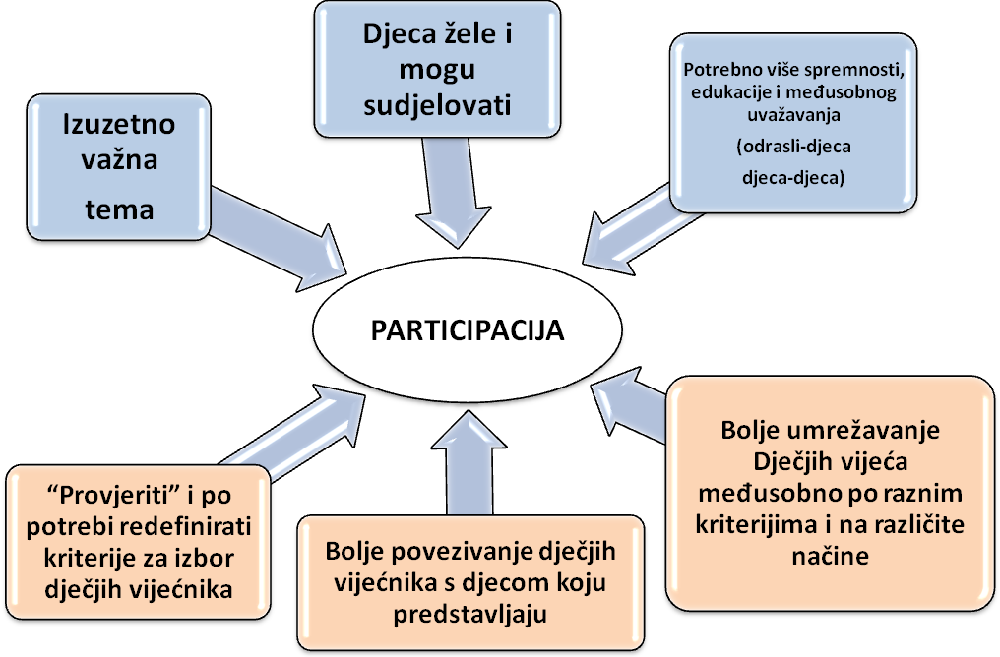 Izuzetno
važna
tema
Djeca žele i
mogu
sudjelovati
Potrebno više spremnosti,
edukacije i međusobnog
uvažavanja
(odrasli-djeca
djeca-djeca)
PARTICIPACIJA
“Provjeriti” i po
potrebi redefinirati
kriterije za izbor
dječjih vijećnika
Bolje povezivanje dječjih
vijećnika s djecom koju
predstavljaju
Bolje umrežavanje
Dječjih vijeća
međusobno po raznim
kriterijima i na različite
načine